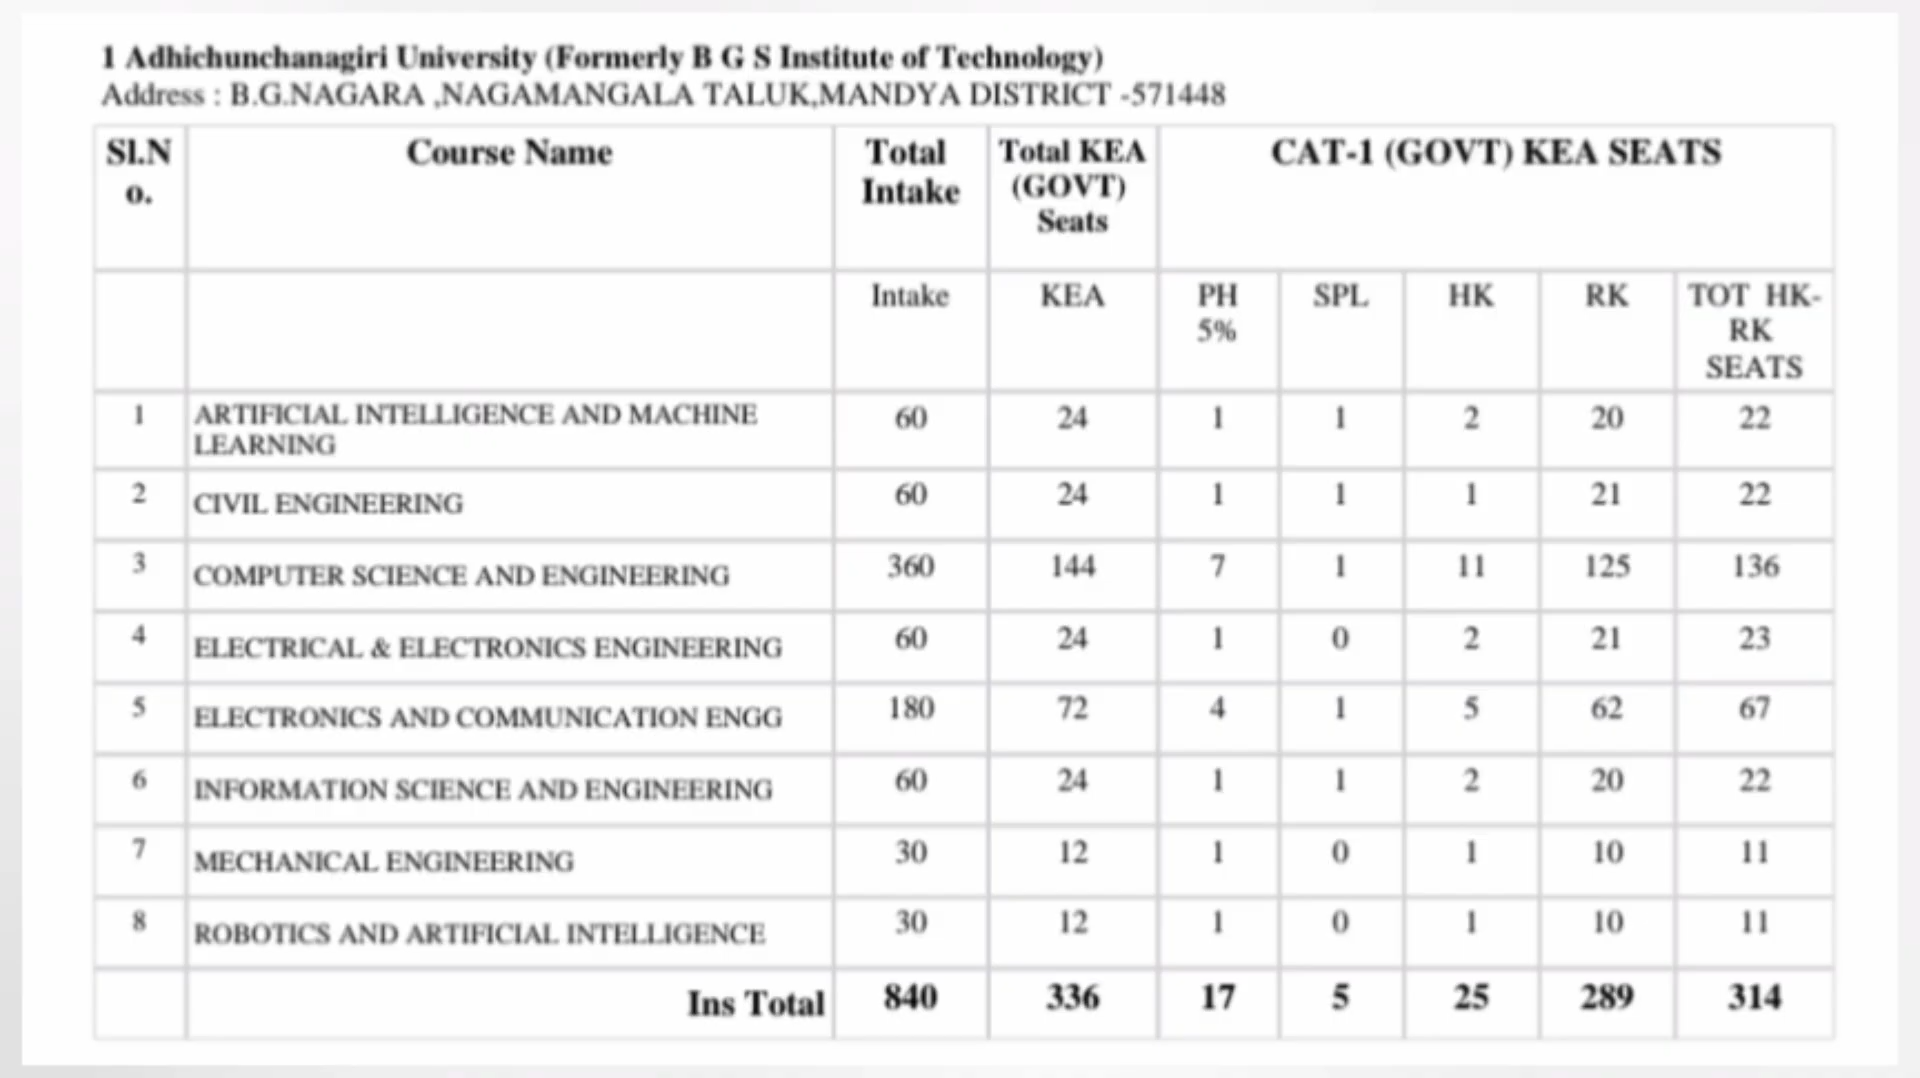 1 Adhichunchanagiri University (Formerly B G S Institute of Technology)
Address : B.G.NAGARA ,NAGAMANGALA TALUK,MANDYA DISTRICT -571448
Sl.N
o. Course Name Total
Intake Total KEA
(GOVT)
Seats CAT-1 (GOVT) KEA SEATS
Intake KEA PH
5% SPL HK RK TOT HK-
RK
SEATS
1 ARTIFICIAL INTELLIGENCE AND MACHINE
LEARNING 60 24 1 1 2 20 22
2 CIVIL ENGINEERING 60 24 1 1 1 21 22
3 COMPUTER SCIENCE AND ENGINEERING 360 144 7 1 11 125 136
4 ELECTRICAL & ELECTRONICS ENGINEERING 60 24 1 0 2 21 23
5 ELECTRONICS AND COMMUNICATION ENGG 180 72 4 1 5 62 67
6 INFORMATION SCIENCE AND ENGINEERING 60 24 1 1 2 20 22
7 MECHANICAL ENGINEERING 30 12 1 0 1 10 11
8 ROBOTICS AND ARTIFICIAL INTELLIGENCE 30 12 1 0 1 10 11
Ins Total 840 336 17 5 25 289 314